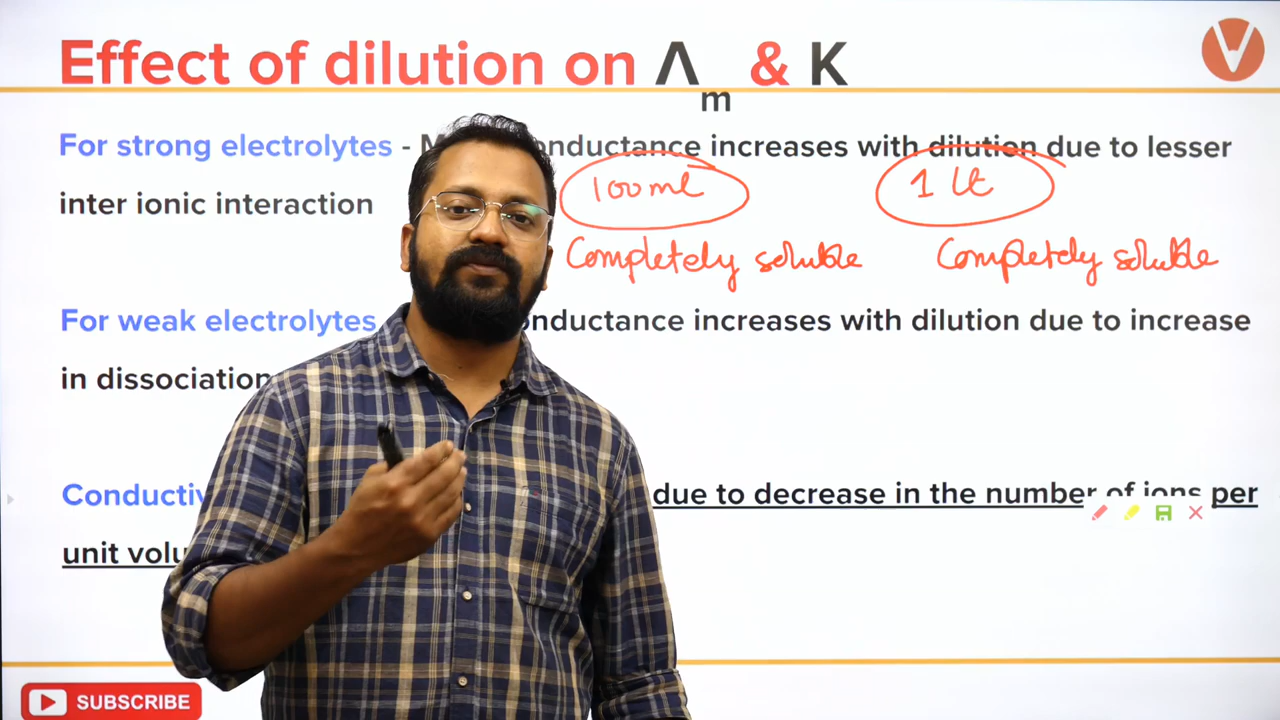 Effect of dilution on Λm & K
For strong electrolytes - M onductance increases with dilution due to lesser
100 ml 1 lt
inter ionic interaction
Completely soluble Completely soluble
For weak electrolytes onductance increases with dilution due to increase
in dissociation
Conductiv due to decrease in the number of ions per
unit volu
SUBSCRIBE